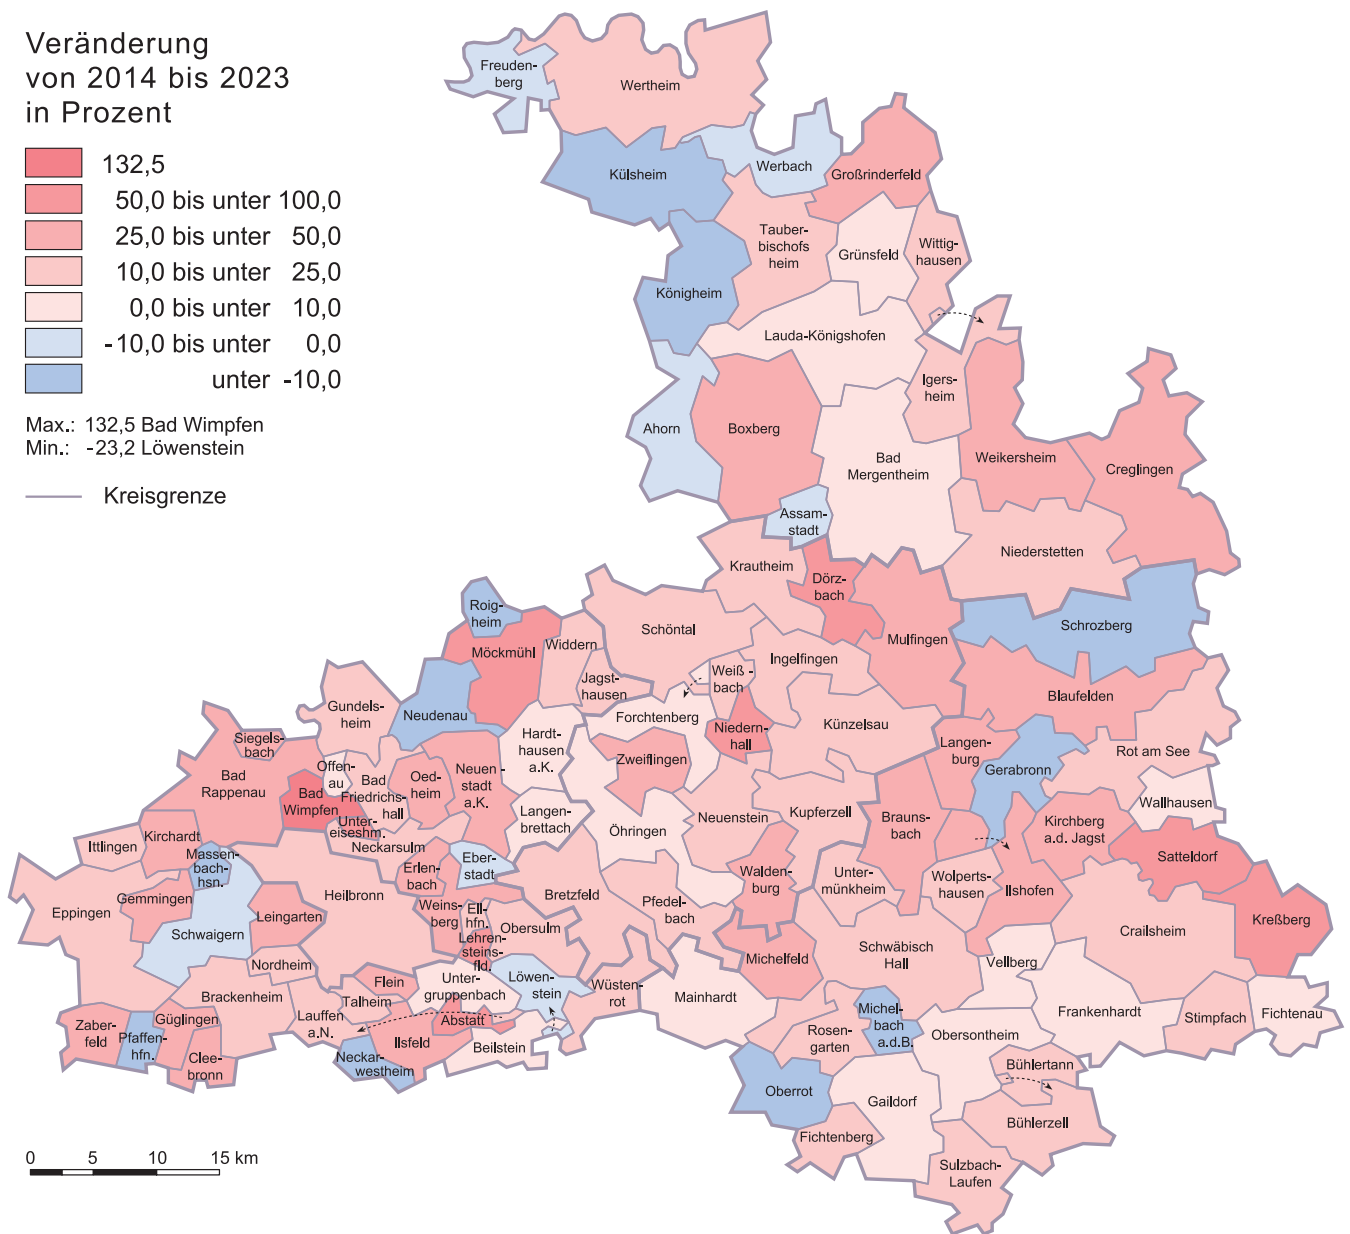 Veränderung
von 2014 bis 2023
in Prozent
132,5
50,0 bis unter 100,0
25,0 bis unter 50,0
10,0 bis unter 25,0
0,0 bis unter 10,0
-10,0 bis unter 0,0
unter -10,0
Max.: 132,5 Bad Wimpfen
Min.: -23,2 Löwenstein
Kreisgrenze
Freuden-
berg
Wertheim
Külsheim
Werbach
Großrinderfeld
Tauber-
bischofs
heim
Grünsfeld
Wittig-
hausen
Königheim
Lauda-Königshofen
Igers-
heim
Ahorn
Boxberg
Bad
Mergentheim
Weikersheim
Creglingen
Assam-
stadt
Niederstetten
Krautheim
Dörz-
bach
Mulfingen
Schrozberg
Roig-
heim
Möckmühl
Widdern
Schöntal
Jagst-
hausen
Ingelfingen
Weiß-
bach
Blaufelden
Gundels-
heim
Neudenau
Forchtenberg
Niedern-
hall
Künzelsau
Langen-
burg
Gerabronn
Rot am See
Siegels-
bach
Bad
Rappenau
Offen-
au
Bad
Friedrichs-
hall
Oed-
heim
Neuen-
stadt
a.K.
Hardt-
hausen
a.K.
Zweiflingen
Wallhausen
Bad
Wimpfen
Unter-
eiseshm.
Neckarsulm
Langen-
brettach
Öhringen
Neuenstein
Kupferzell
Brauns-
bach
Kirchberg
a.d. Jagst
Satteldorf
Ittlingen
Kirchardt
Massen-
bach-
hsn.
Erlen-
bach
Eber-
stadt
Walden-
burg
Unter-
münkheim
Wolperts-
hausen
Ilshofen
Eppingen
Gemmingen
Schwaigern
Leingarten
Heilbronn
Weins-
berg
Ell-
hfn.
Lehren-
steins-
fld.
Obersulm
Bretzfeld
Pfedel-
bach
Crailsheim
Kreßberg
Nordheim
Michelfeld
Schwäbisch
Hall
Vellberg
Brackenheim
Flein
Talheim
Unter-
gruppenbach
Löwen-
stein
Wüsten-
rot
Mainhardt
Frankenhardt
Stimpfach
Fichtenau
Zaber-
feld
Pfaffen-
hfn.
Güglingen
Clee-
bronn
Lauffen
a.N.
Neckar-
westheim
Ilsfeld
Abstatt
Beilstein
Rosen-
garten
Michel-
bach
a.d.B.
Obersontheim
Bühlertann
Bühlerzell
Oberrot
Gaildorf
Fichtenberg
Sulzbach-
Laufen
0 5 10 15 km